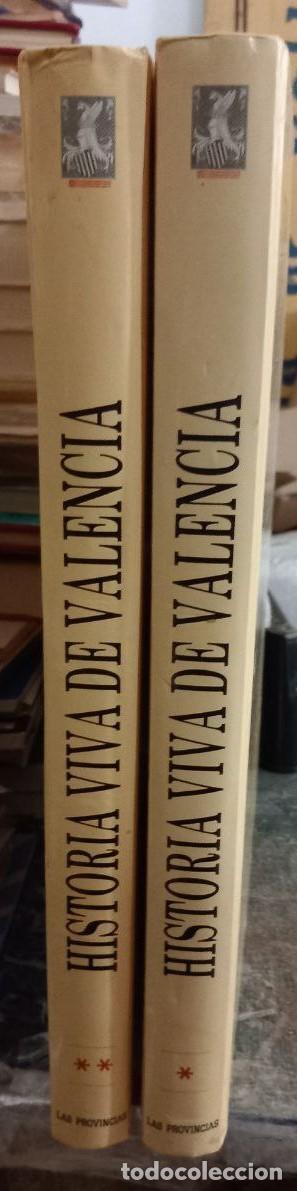 HISTORIA VIVA DE VALENCIA
**
LAS PROVINCIAS
HISTORIA VIVA DE VALENCIA
*
LAS PROVINCIAS
todocoleccion